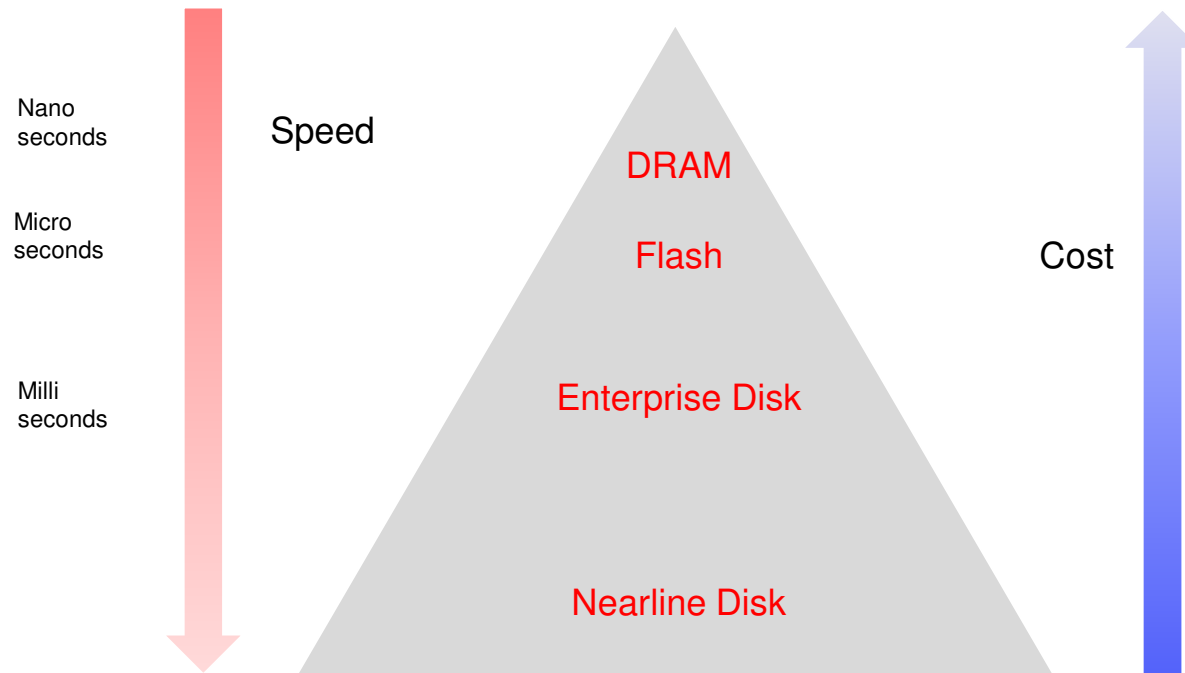 Nano
seconds
Speed
DRAM
Micro
seconds
Flash
Cost
Milli
seconds
Enterprise Disk
Nearline Disk